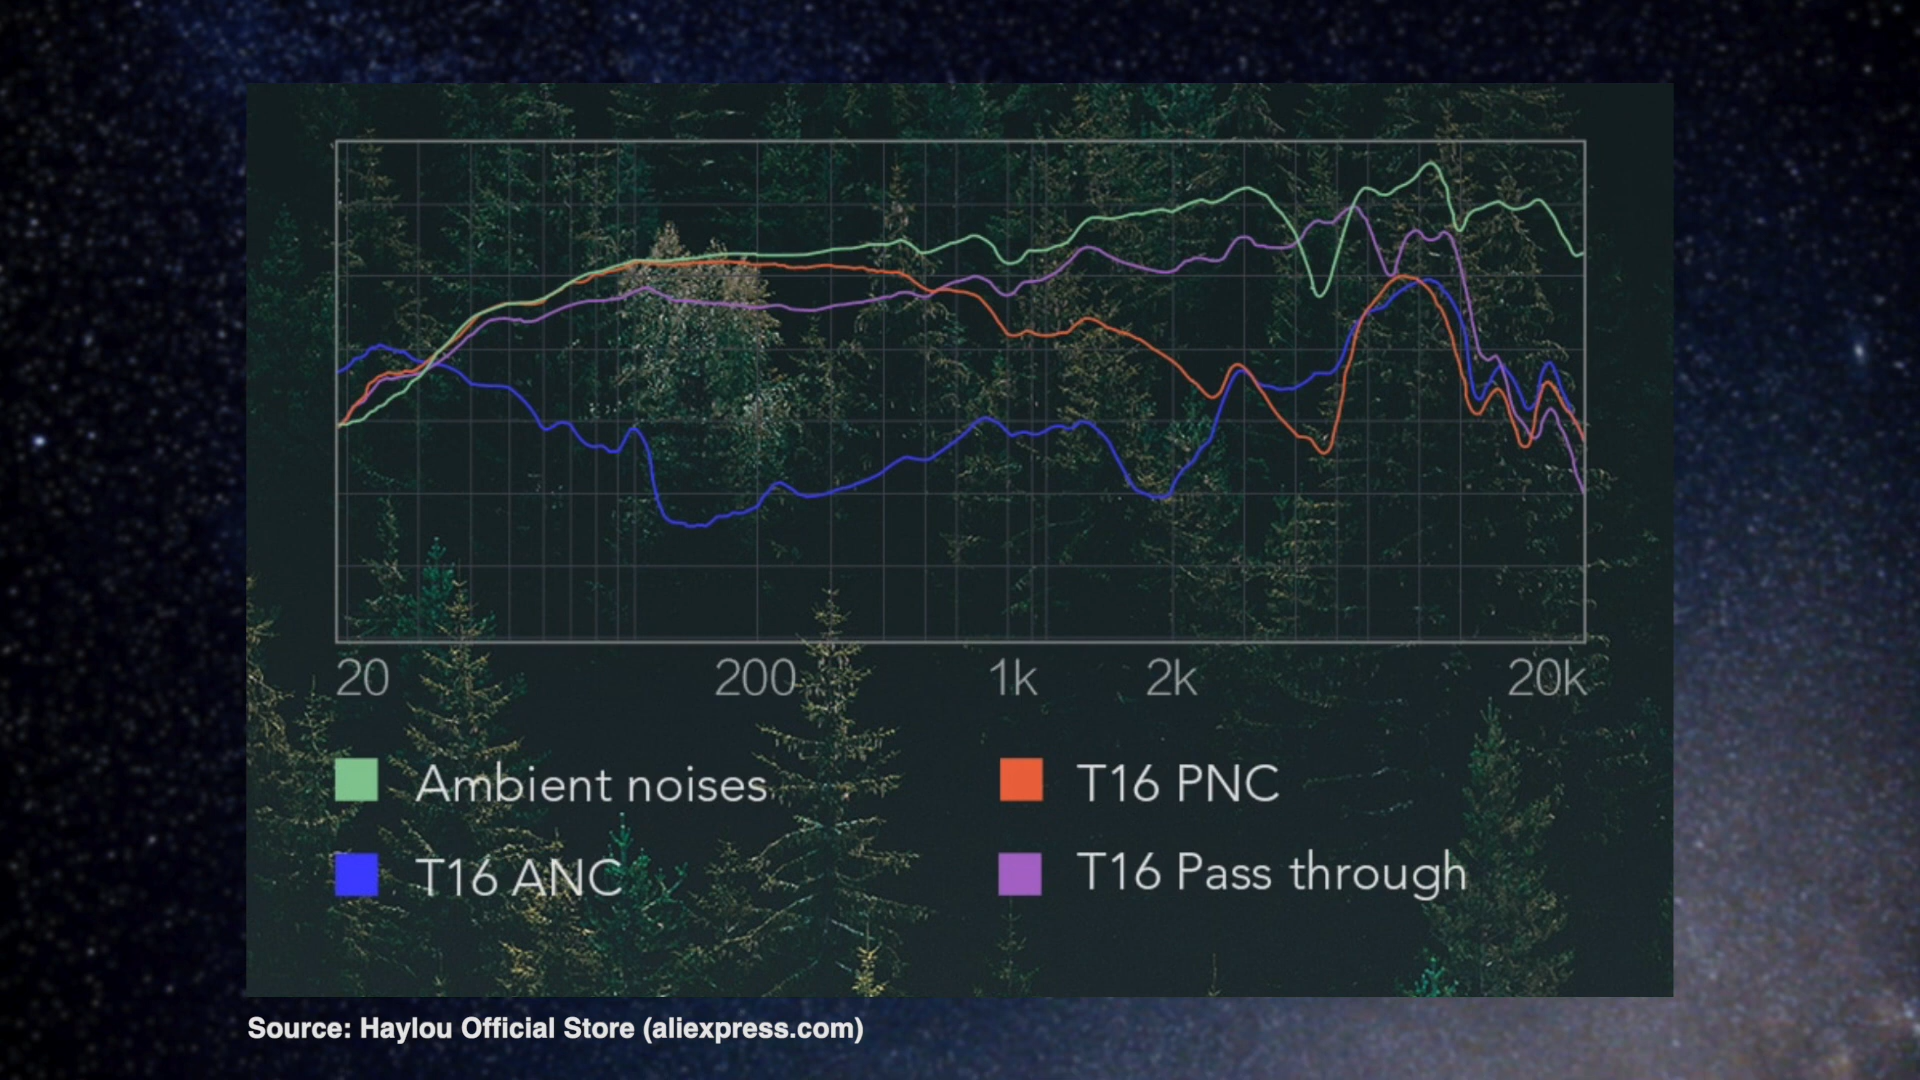 20 200 1k 2k 20k
Ambient noises
T16 PNC
T16 ANC
T16 Pass through
Source: Haylou Official Store (aliexpress.com)